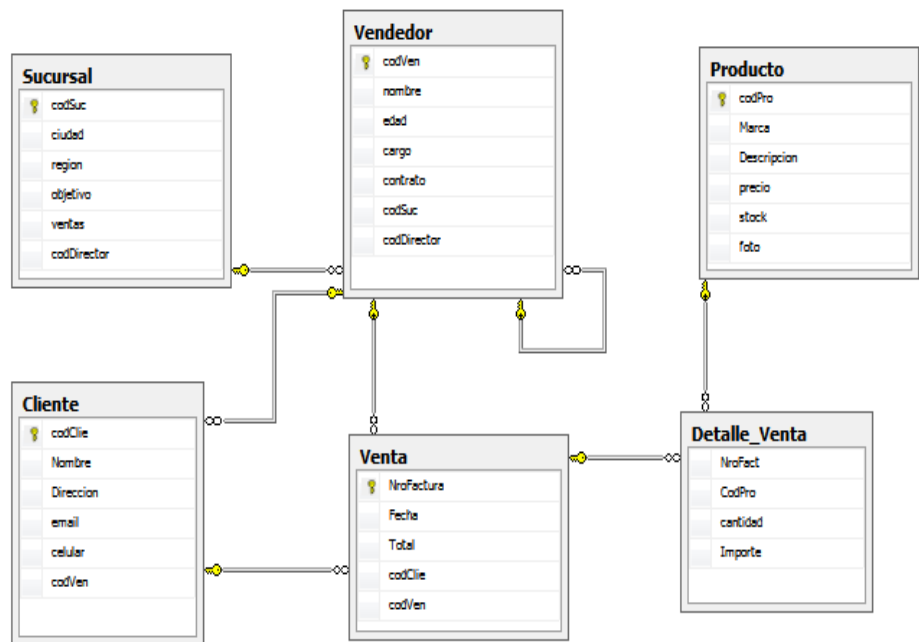 Sucursal
codSuc
ciudad
region
objetivo
ventas
codDirector
Vendedor
codVen
nombre
edad
cargo
contrato
codSuc
codDirector
Producto
codPro
Marca
Descripcion
precio
stock
foto
Cliente
codClie
Nombre
Direccion
email
celular
codVen
Venta
NroFactura
Fecha
Total
codClie
codVen
Detalle_Venta
NroFact
CodPro
cantidad
Importe